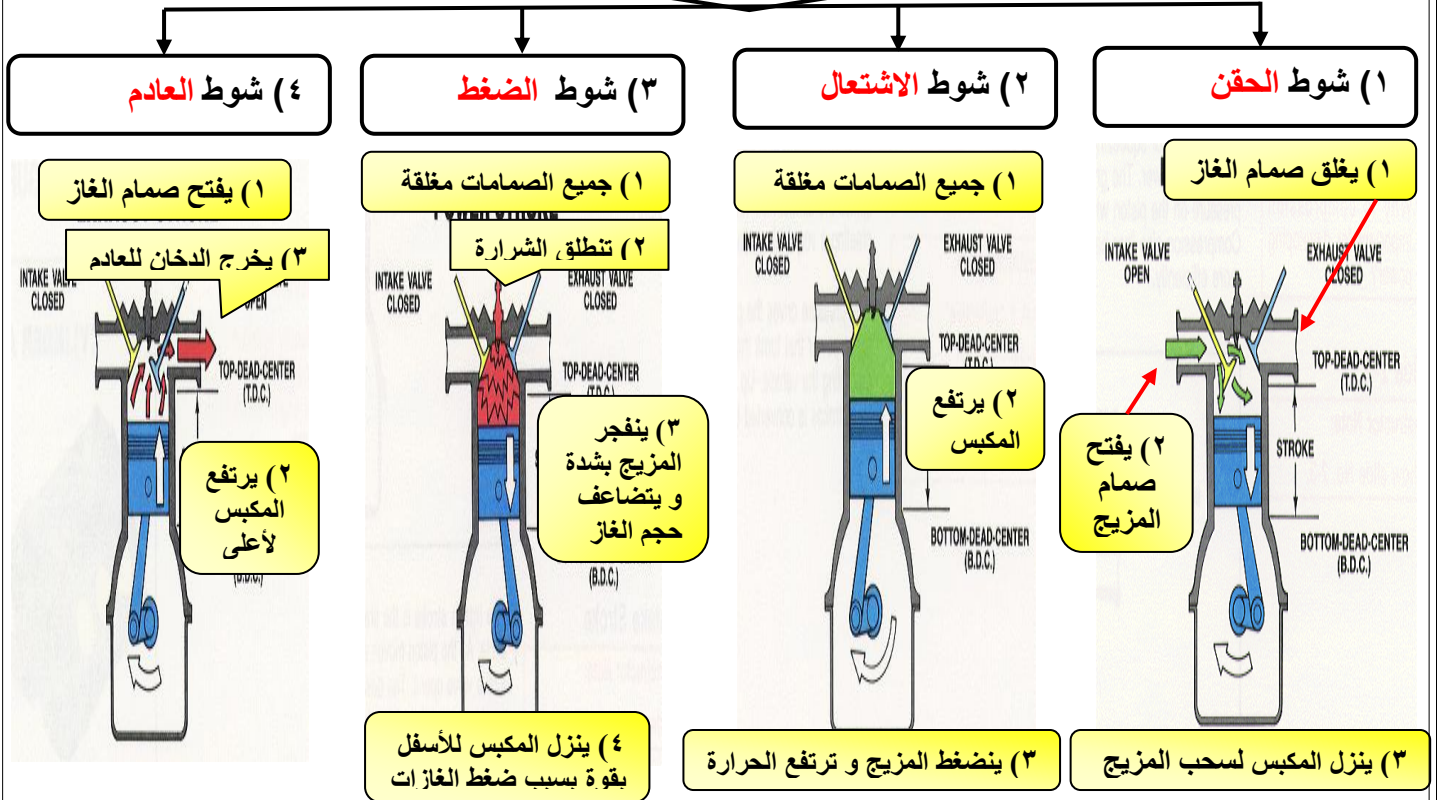 ١) شوط الحقن
٢) شوط الاشتعال
٣) شوط الضغط
٤) شوط العادم
١) يغلق صمام الغاز
INTAKE VALVE
OPEN
EXHAUST VALVE
CLOSED
TOP-DEAD-CENTER
(T.D.C.)
٢) يفتح
صمام
المزيج
STROKE
BOTTOM-DEAD-CENTER
(B.D.C.)
٣) ينزل المكبس لسحب المزيج
١) جميع الصمامات مغلقة
INTAKE VALVE
CLOSED
EXHAUST VALVE
CLOSED
TOP-DEAD-CENTER
(T.D.C.)
٢) يرتفع
المكبس
BOTTOM-DEAD-CENTER
(B.D.C.)
٣) ينضغط المزيج و ترتفع الحرارة
١) جميع الصمامات مغلقة
POWER STROKE
٢) تنطلق الشرارة
INTAKE VALVE
CLOSED
EXHAUST VALVE
CLOSED
TOP-DEAD-CENTER
(T.D.C.)
٣) ينفجر
المزيج بشدة
و يتضاعف
حجم الغاز
(B.D.C.)
٤) ينزل المكبس للأسفل
بقوة بسبب ضغط الغازات
١) يفتح صمام الغاز
٣) يخرج الدخان للعادم
INTAKE VALVE
CLOSED
OPEN
TOP-DEAD-CENTER
(T.D.C.)
٢) يرتفع
المكبس
لأعلى
(B.D.C.)